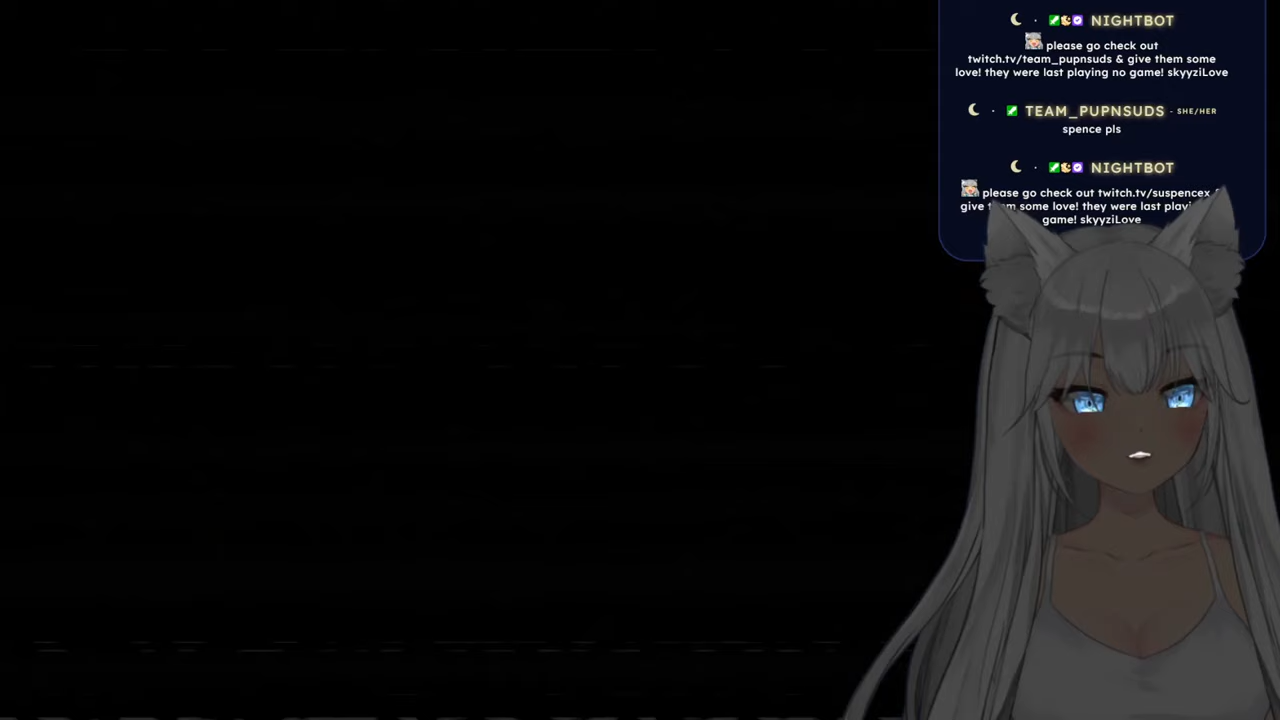 NIGHTBOT
please go check out
twitch.tv/team_pupnsuds & give them some
love! they were last playing no game! skyyziLove
TEAM_PUPNSUDS - SHE/HER
spence pls
NIGHTBOT
please go check out twitch.tv/suspencex
give them some love! they were last
game! skyyziLove